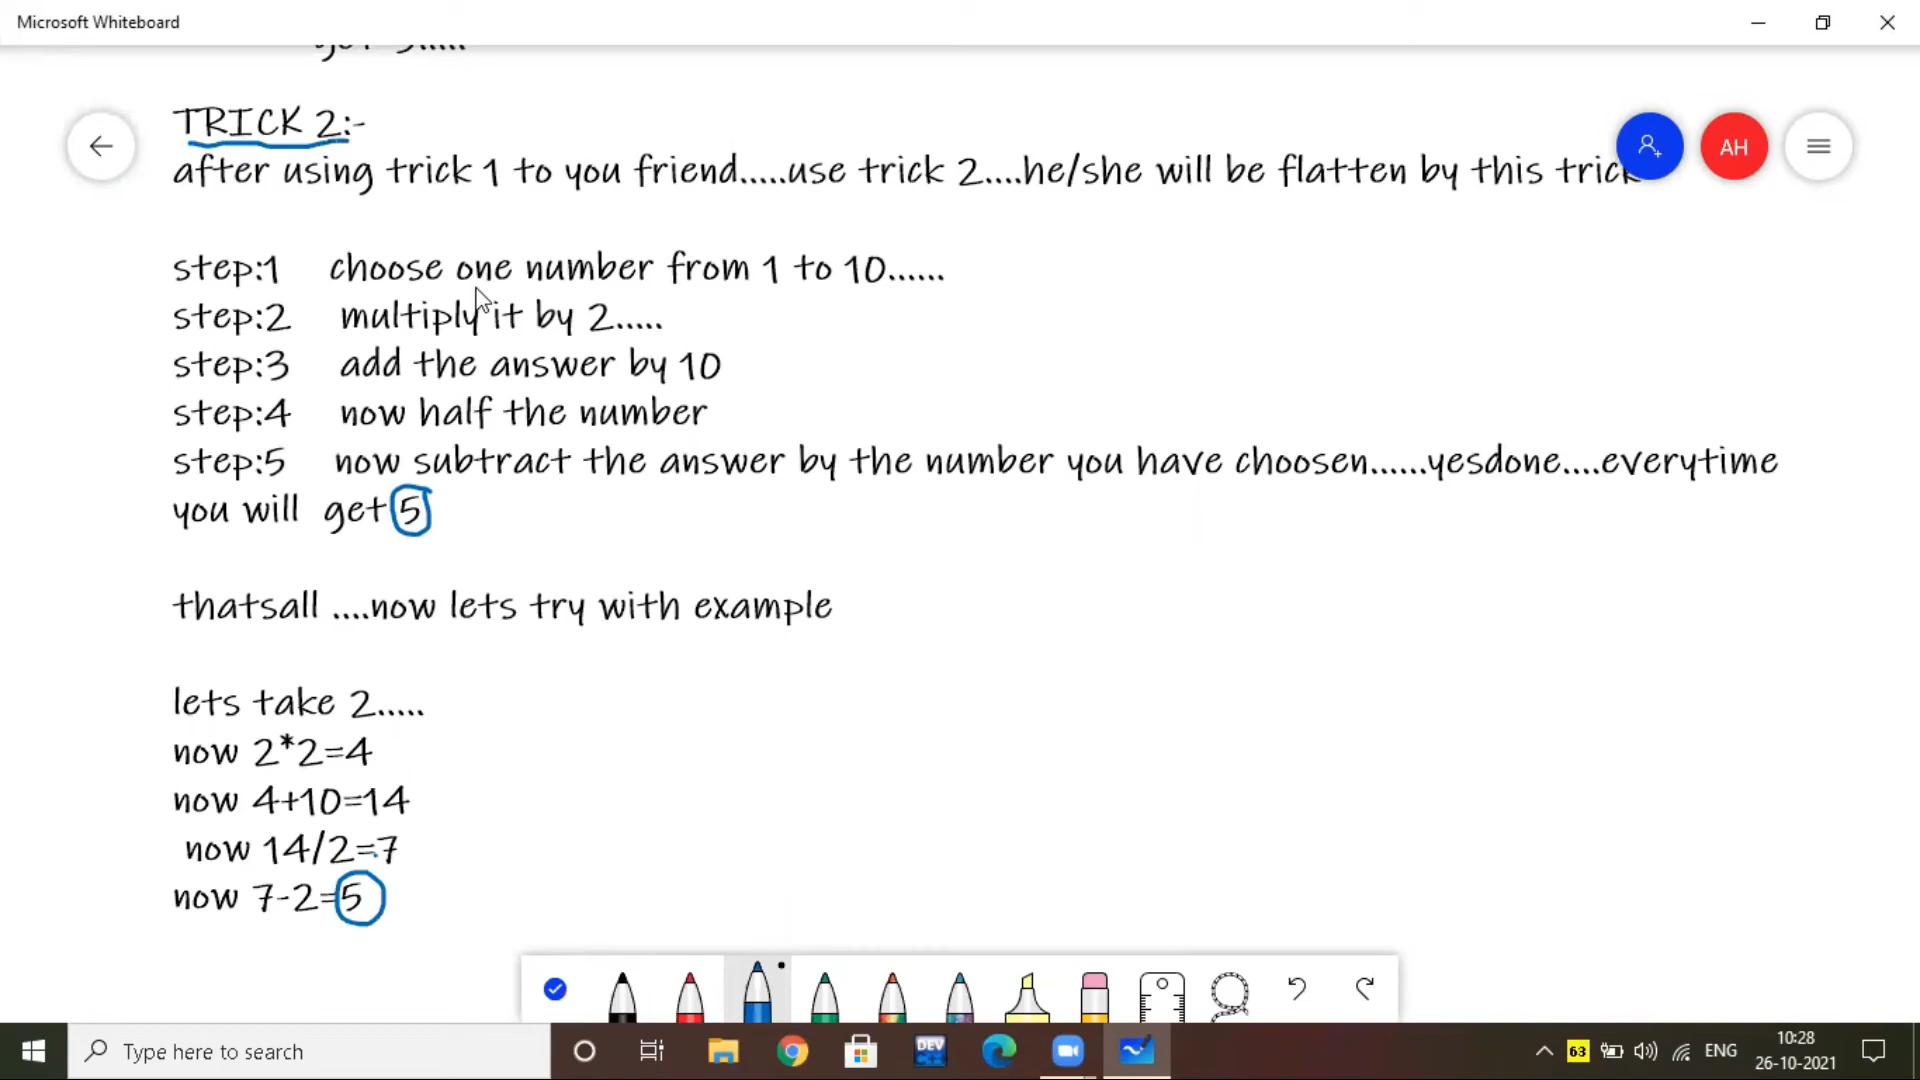 Microsoft Whiteboard
TRICK 2:-
after using trick 1 to you friend.....use trick 2....he/she will be flatten by this trick
AH
step:1 choose one number from 1 to 10......
step:2 multiply it by 2.....
step:3 add the answer by 10
step:4 now half the number
step:5 now subtract the answer by the number you have choosen......yesdone....everytime
you will get 5
thatsall ....now lets try with example
lets take 2.....
now 2*2=4
now 4+10=14
now 14/2=7
now 7-2=5
Type here to search
DEV
63
ENG
10:28
26-10-2021